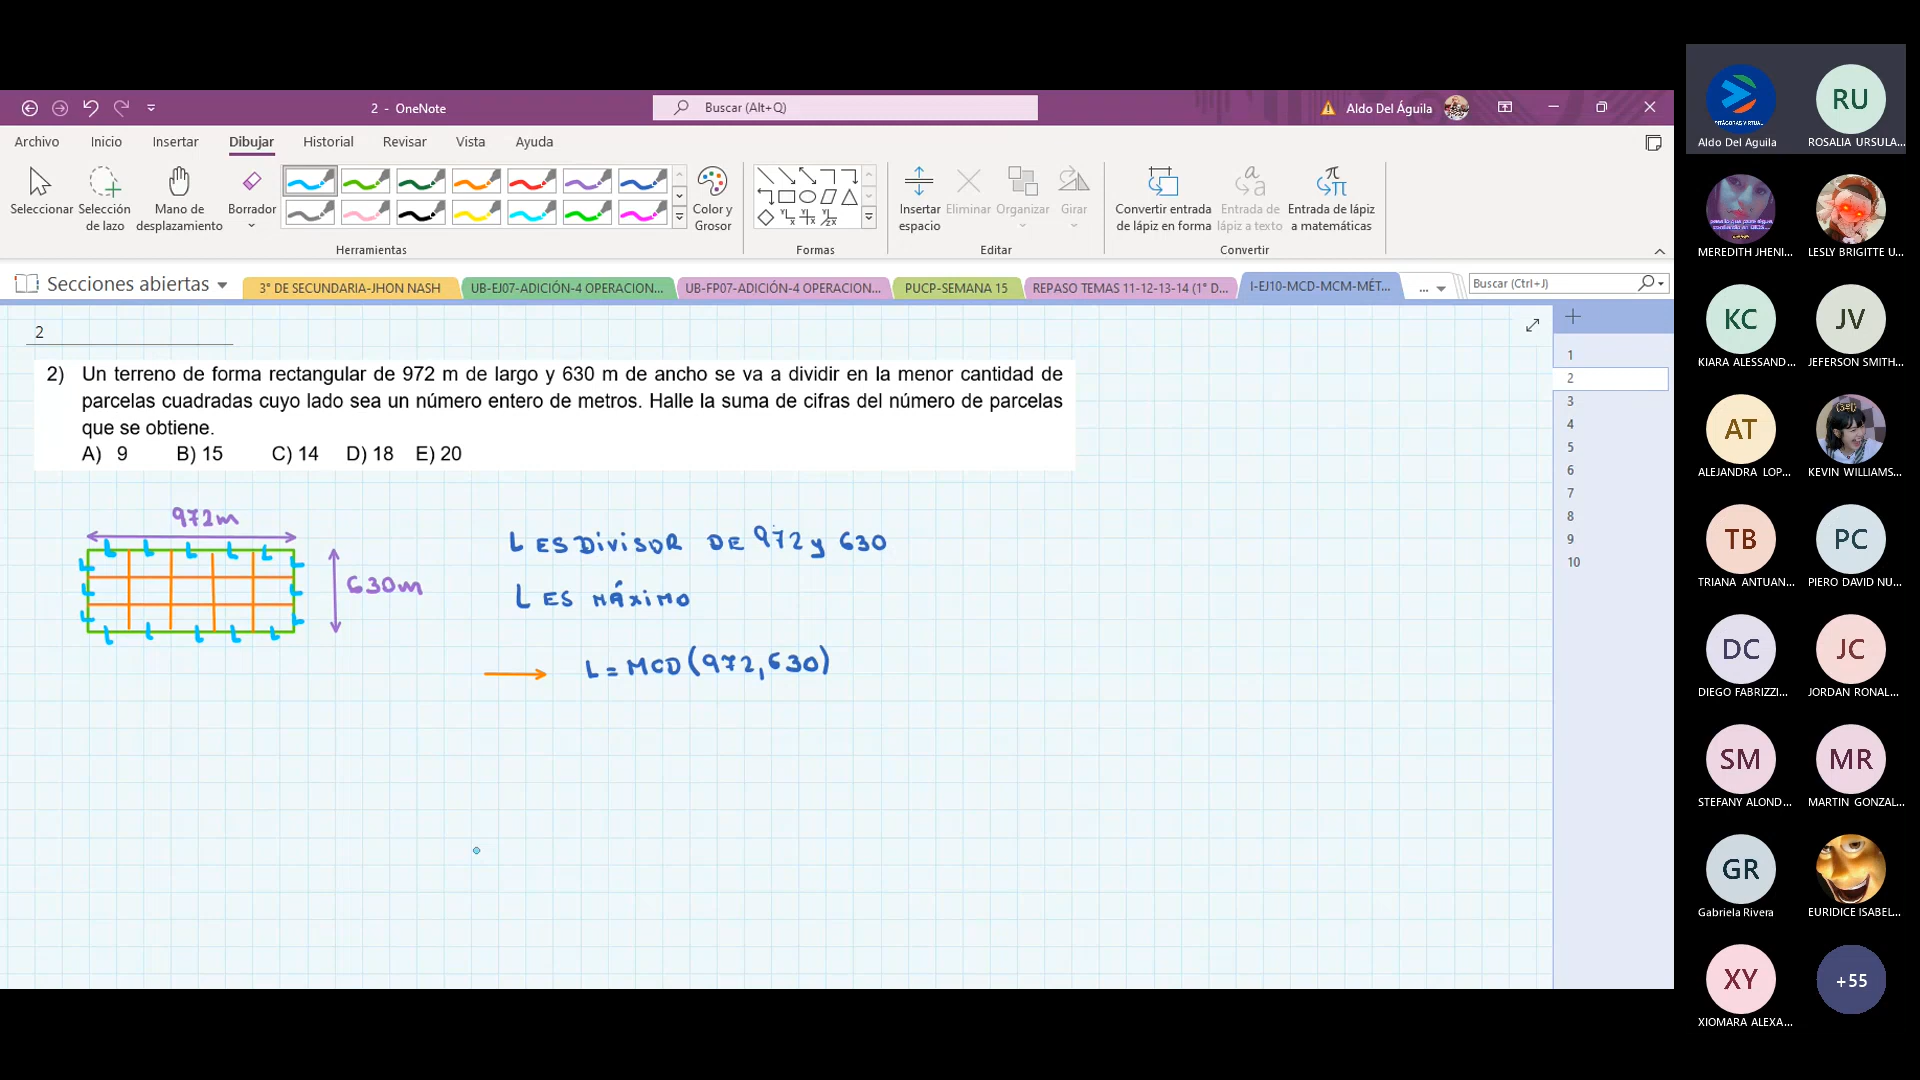 2 - OneNote
Buscar (Alt+Q)
Aldo Del Águila
Archivo Inicio Insertar Dibujar Historial Revisar Vista Ayuda
Seleccionar Selección de lazo Mano de desplazamiento Borrador
Color y Grosor
Insertar espacio Eliminar Organizar Girar
Convertir entrada de lápiz en forma Entrada de lápiz a texto Entrada de lápiz a matemáticas
Herramientas Formas Editar Convertir
Secciones abiertas
3° DE SECUNDARIA-JHON NASH
UB-EJ07-ADICIÓN-4 OPERACION...
UB-FP07-ADICIÓN-4 OPERACION...
PUCP-SEMANA 15
REPASO TEMAS 11-12-13-14 (1° D...
I-EJ10-MCD-MCM-MÉT...
...
Buscar (Ctrl+J)
2
2) Un terreno de forma rectangular de 972 m de largo y 630 m de ancho se va a dividir en la menor cantidad de
parcelas cuadradas cuyo lado sea un número entero de metros. Halle la suma de cifras del número de parcelas
que se obtiene.
A) 9 B) 15 C) 14 D) 18 E) 20
972m
L L L L L
L L
L L
L L
L L L L L
630m
L ES DIVISOR DE 972 y 630
L ES MÁXIMO
L = MCD(972,630)
1
2
3
4
5
6
7
8
9
10
PITÁGORAS VIRTUAL
Aldo Del Aguila
RU
ROSALIA URSULA...
MEREDITH JHENI...
LESLY BRIGITTE U...
KC
KIARA ALESSAND...
JV
JEFERSON SMITH...
AT
ALEJANDRA LOP...
KEVIN WILLIAMS...
TB
TRIANA ANTUAN...
PC
PIERO DAVID NU...
DC
DIEGO FABRIZZI...
JC
JORDAN RONAL...
SM
STEFANY ALOND...
MR
MARTIN GONZAL...
GR
Gabriela Rivera
EURIDICE ISABEL...
XY
XIOMARA ALEXA...
+55